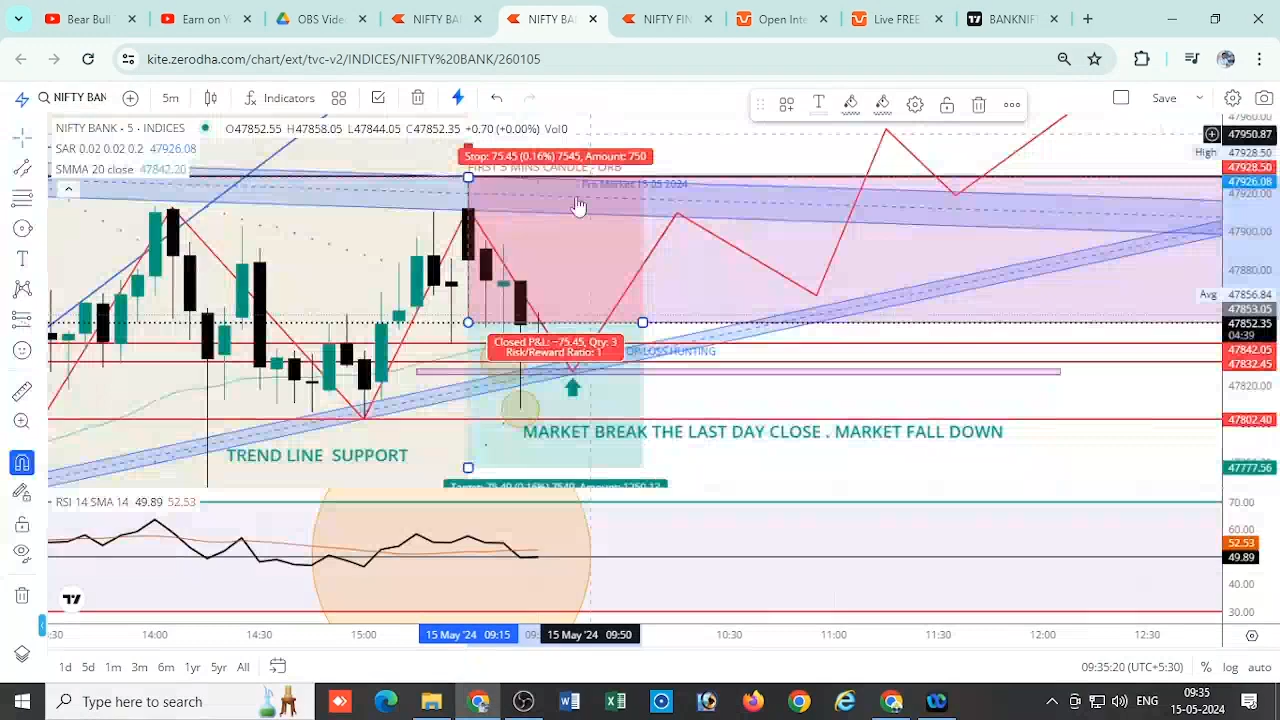 Bear Bull
Earn on Y
OBS Video
NIFTY BA
NIFTY BA
NIFTY FIN
Open Inte
Live FREE
BANKNIF
kite.zerodha.com/chart/ext/tvc-v2/INDICES/NIFTY%20BANK/260105
NIFTY BAN
5m
Indicators
Save
NIFTY BANK · 5 · INDICES
O47852.55 H47858.05 L47844.05 C47852.35 +0.70 (+0.00%) Vol0
SAR 0.02 0.02 0.2 47926.08
SMMA 20 close 47842.20
Stop: 75.45 (0.16%) 7545, Amount: 750
FIRST 5 MINS CANDLE - ORB
Pre Market 15 05 2024
47960.00
47950.87
High 47928.50
47928.50
47926.08
47920.00
47900.00
47880.00
Avg 47856.84
47853.05
47852.35
04:39
47842.05
47832.45
47820.00
47802.40
47777.56
Closed P&L: −75.45, Qty: 3
Risk/Reward Ratio: 1
OP LOSS HUNTING
MARKET BREAK THE LAST DAY CLOSE . MARKET FALL DOWN
TREND LINE SUPPORT
RSI 14 SMA 14 49.89 52.53
70.00
60.00
52.53
49.89
40.00
30.00
:30
14:00
14:30
15:00
15 May '24 09:15
09:
15 May '24 09:50
10:30
11:00
11:30
12:00
12:30
1d 5d 1m 3m 6m 1yr 5yr All
09:35:20 (UTC+5:30) % log auto
Type here to search
ENG
09:35
15-05-2024